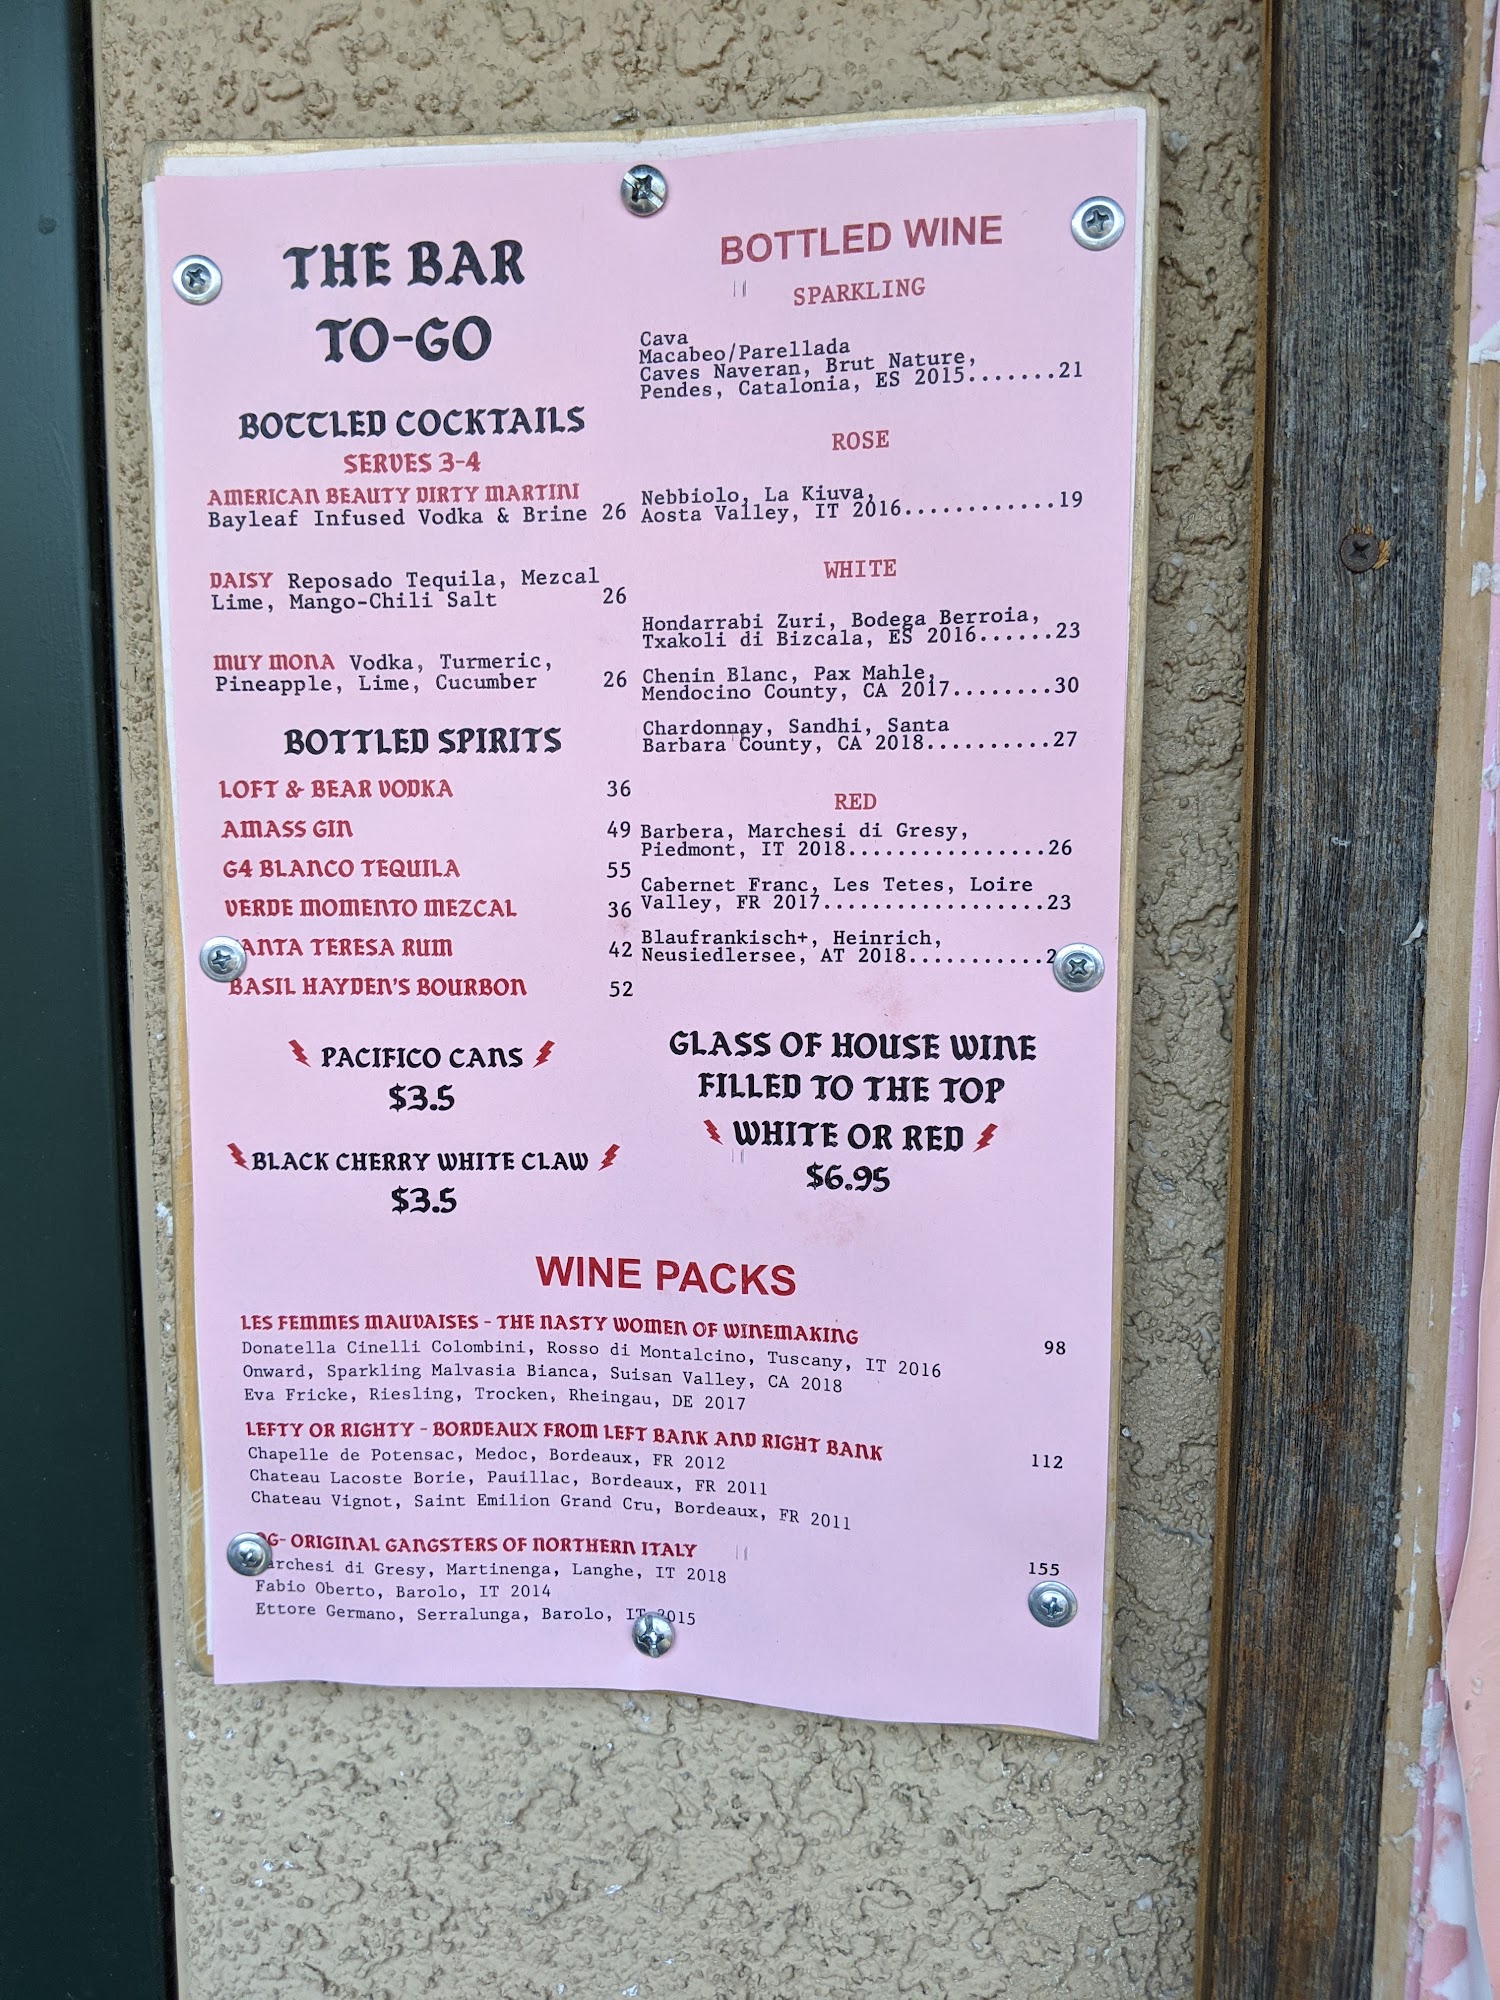 THE BAR
TO-GO
BOTTLED COCKTAILS
SERVES 3-4
AMERICAN BEAUTY DIRTY MARTINI
Bayleaf Infused Vodka & Brine 26
DAISY Reposado Tequila, Mezcal
Lime, Mango-Chili Salt 26
MUY MONA Vodka, Turmeric,
Pineapple, Lime, Cucumber 26
BOTTLED SPIRITS
LOFT & BEAR VODKA 36
AMASS GIN 49
G4 BLANCO TEQUILA 55
VERDE MOMENTO MEZCAL 36
ANTA TERESA RUM 42
BASIL HAYDEN'S BOURBON 52
PACIFICO CANS
$3.5
BLACK CHERRY WHITE CLAW
$3.5
BOTTLED WINE
SPARKLING
Cava
Macabeo/Parellada
Caves Naveran, Brut Nature,
Pendes, Catalonia, ES 2015.......21
ROSE
Nebbiolo, La Kiuva,
Aosta Valley, IT 2016............19
WHITE
Hondarrabi Zuri, Bodega Berroia,
Txakoli di Bizcala, ES 2016......23
Chenin Blanc, Pax Mahle,
Mendocino County, CA 2017........30
Chardonnay, Sandhi, Santa
Barbara County, CA 2018..........27
RED
Barbera, Marchesi di Gresy,
Piedmont, IT 2018................26
Cabernet Franc, Les Tetes, Loire
Valley, FR 2017..................23
Blaufrankisch+, Heinrich,
Neusiedlersee, AT 2018...........2
GLASS OF HOUSE WINE
FILLED TO THE TOP
WHITE OR RED
$6.95
WINE PACKS
LES FEMMES MAUVAISES - THE NASTY WOMEN OF WINEMAKING 98
Donatella Cinelli Colombini, Rosso di Montalcino, Tuscany, IT 2016
Onward, Sparkling Malvasia Bianca, Suisan Valley, CA 2018
Eva Fricke, Riesling, Trocken, Rheingau, DE 2017
LEFTY OR RIGHTY - BORDEAUX FROM LEFT BANK AND RIGHT BANK 112
Chapelle de Potensac, Medoc, Bordeaux, FR 2012
Chateau Lacoste Borie, Pauillac, Bordeaux, FR 2011
Chateau Vignot, Saint Emilion Grand Cru, Bordeaux, FR 2011
OG- ORIGINAL GANGSTERS OF NORTHERN ITALY 155
archesi di Gresy, Martinenga, Langhe, IT 2018
Fabio Oberto, Barolo, IT 2014
Ettore Germano, Serralunga, Barolo, IT 2015